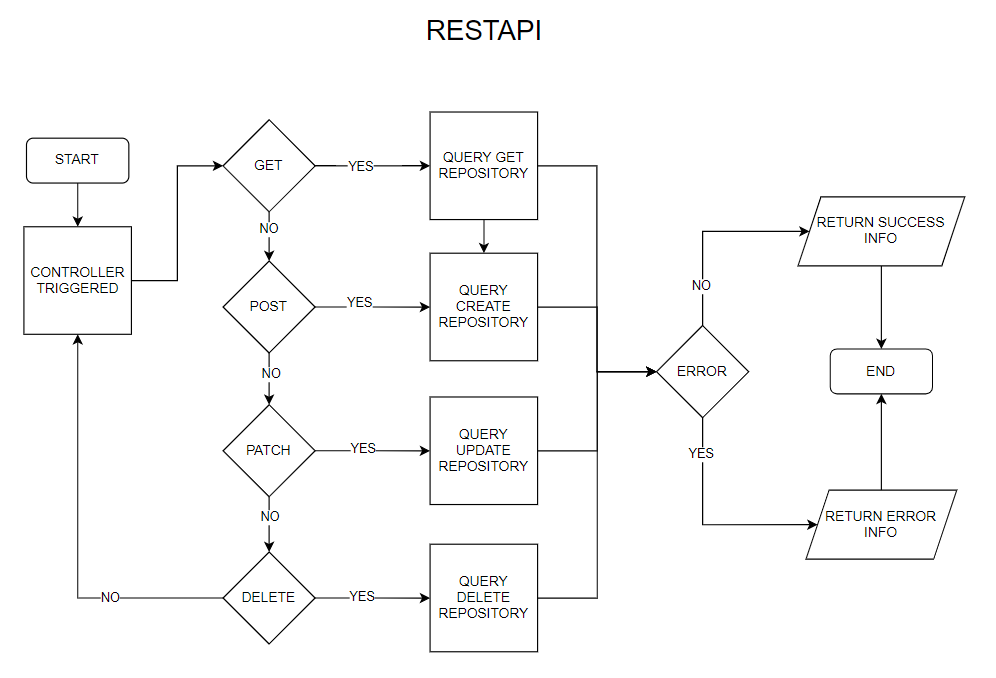 RESTAPI
START
CONTROLLER
TRIGGERED
GET
YES
QUERY GET
REPOSITORY
NO
POST
YES
QUERY
CREATE
REPOSITORY
NO
PATCH
YES
QUERY
UPDATE
REPOSITORY
NO
DELETE
YES
QUERY
DELETE
REPOSITORY
NO
ERROR
NO
RETURN SUCCESS
INFO
END
YES
RETURN ERROR
INFO